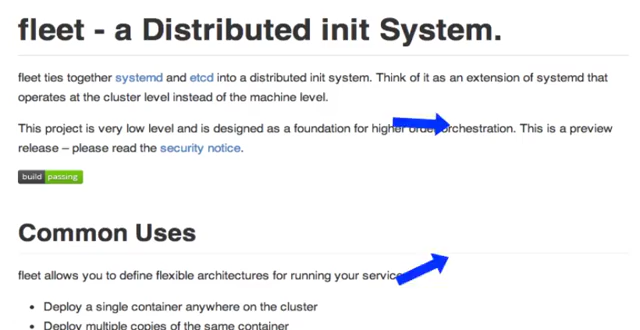 fleet - a Distributed init System.
fleet ties together systemd and etcd into a distributed init system. Think of it as an extension of systemd that
operates at the cluster level instead of the machine level.
This project is very low level and is designed as a foundation for higher order orchestration. This is a preview
release – please read the security notice.
build passing
Common Uses
fleet allows you to define flexible architectures for running your services
• Deploy a single container anywhere on the cluster
• Deploy multiple copies of the same container